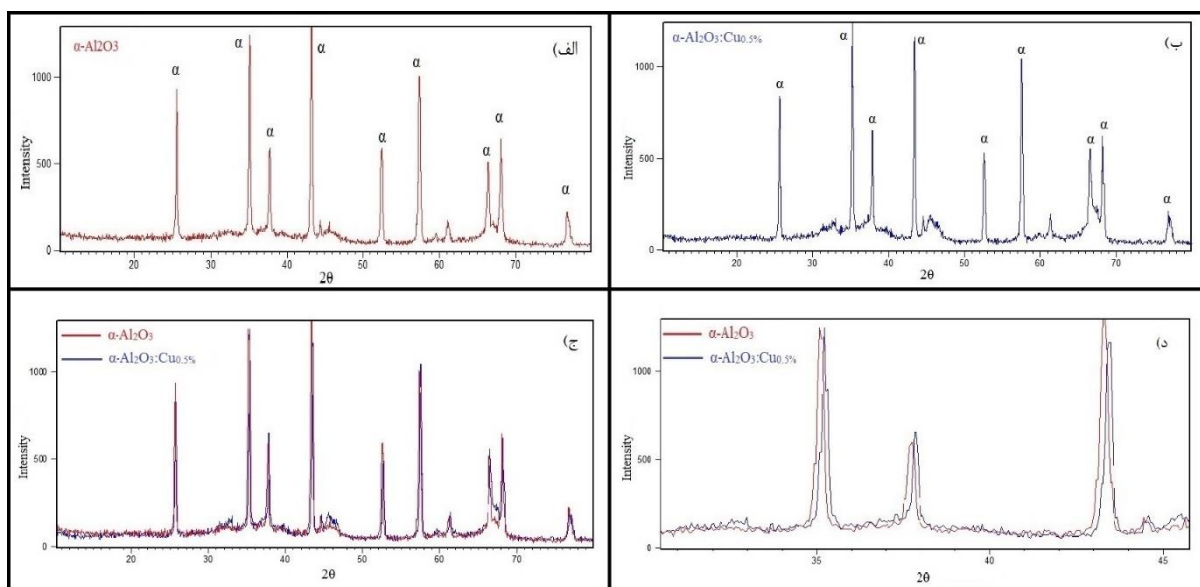 α-Al2O3
الف)
α
α
α
α
α
α
α
α
α
1000
500
0
Intensity
20
30
40
50
60
70
2θ
α-Al₂O₃:Cu₀.₅%
ب)
α
α
α
α
α
α
α
α
α
1000
500
0
Intensity
20
30
40
50
60
70
2θ
α-Al₂O₃
α-Al₂O₃:Cu₀.₅%
ج)
1000
500
0
Intensity
20
30
40
50
60
70
2θ
α-Al₂O₃
α-Al₂O₃:Cu₀.₅%
د)
1000
500
0
Intensity
35
40
45
2θ